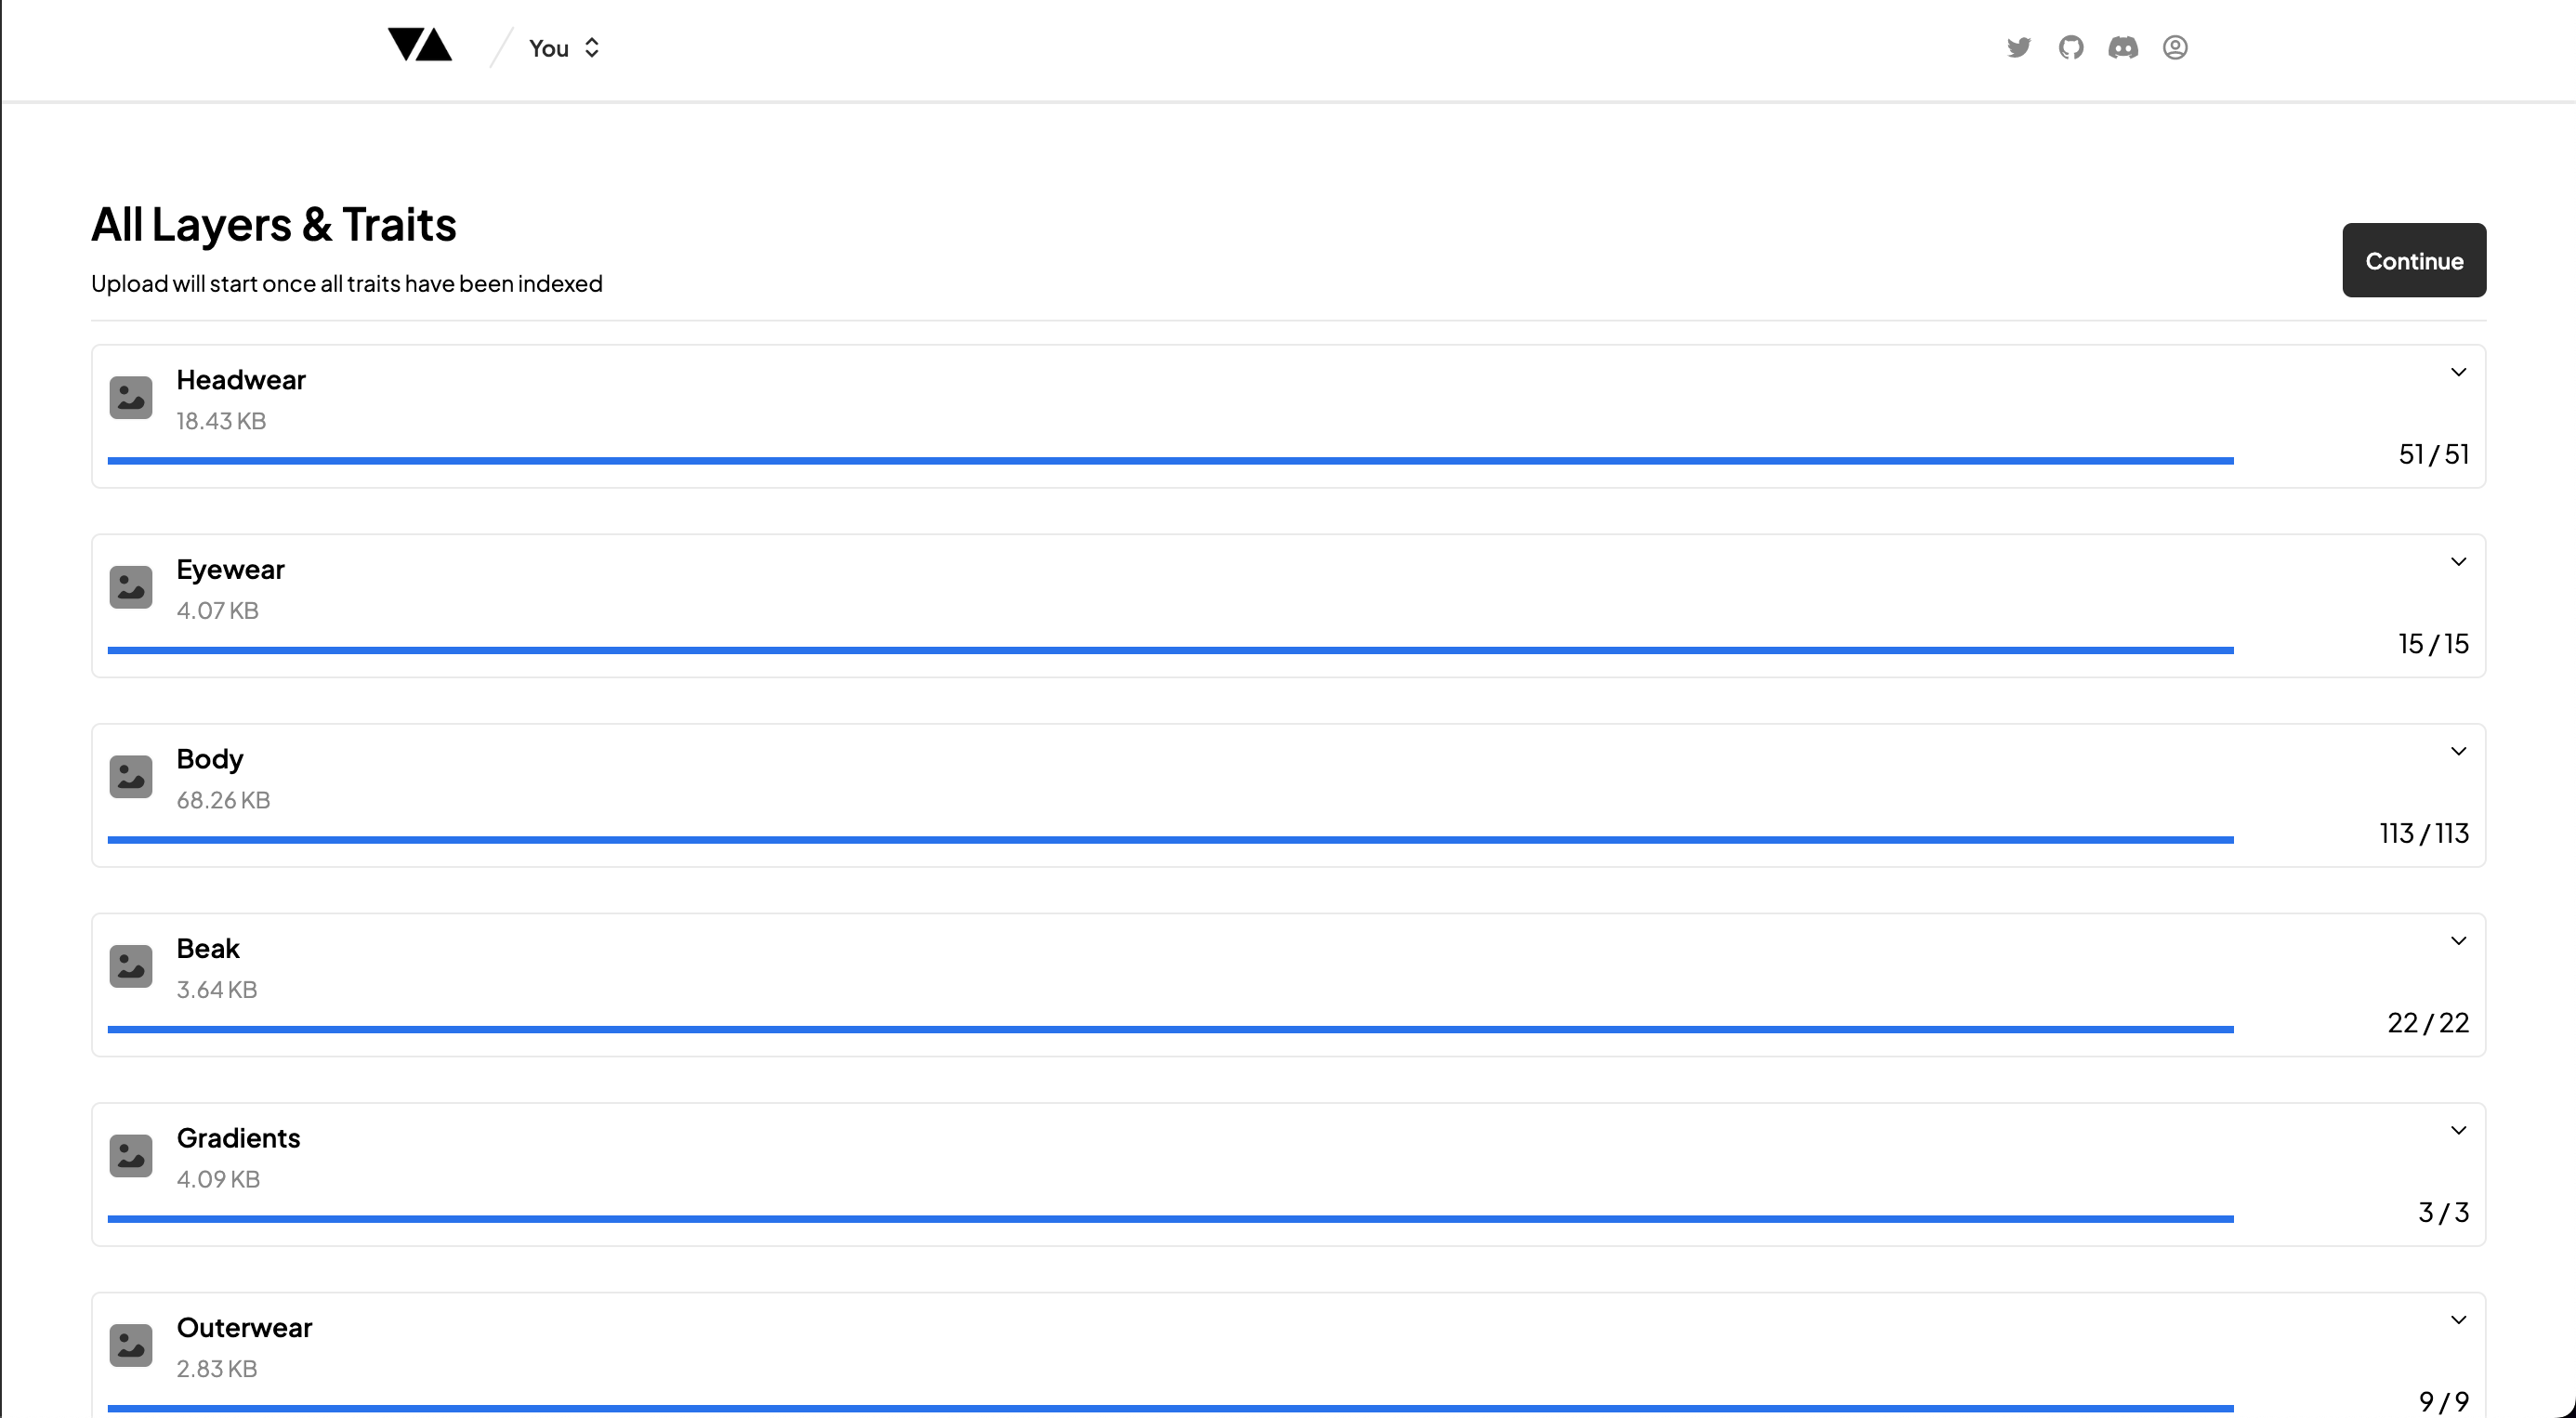 You
All Layers & Traits
Upload will start once all traits have been indexed
Continue
Headwear
18.43 KB
51 / 51
Eyewear
4.07 KB
15 / 15
Body
68.26 KB
113 / 113
Beak
3.64 KB
22 / 22
Gradients
4.09 KB
3 / 3
Outerwear
2.83 KB
9 / 9